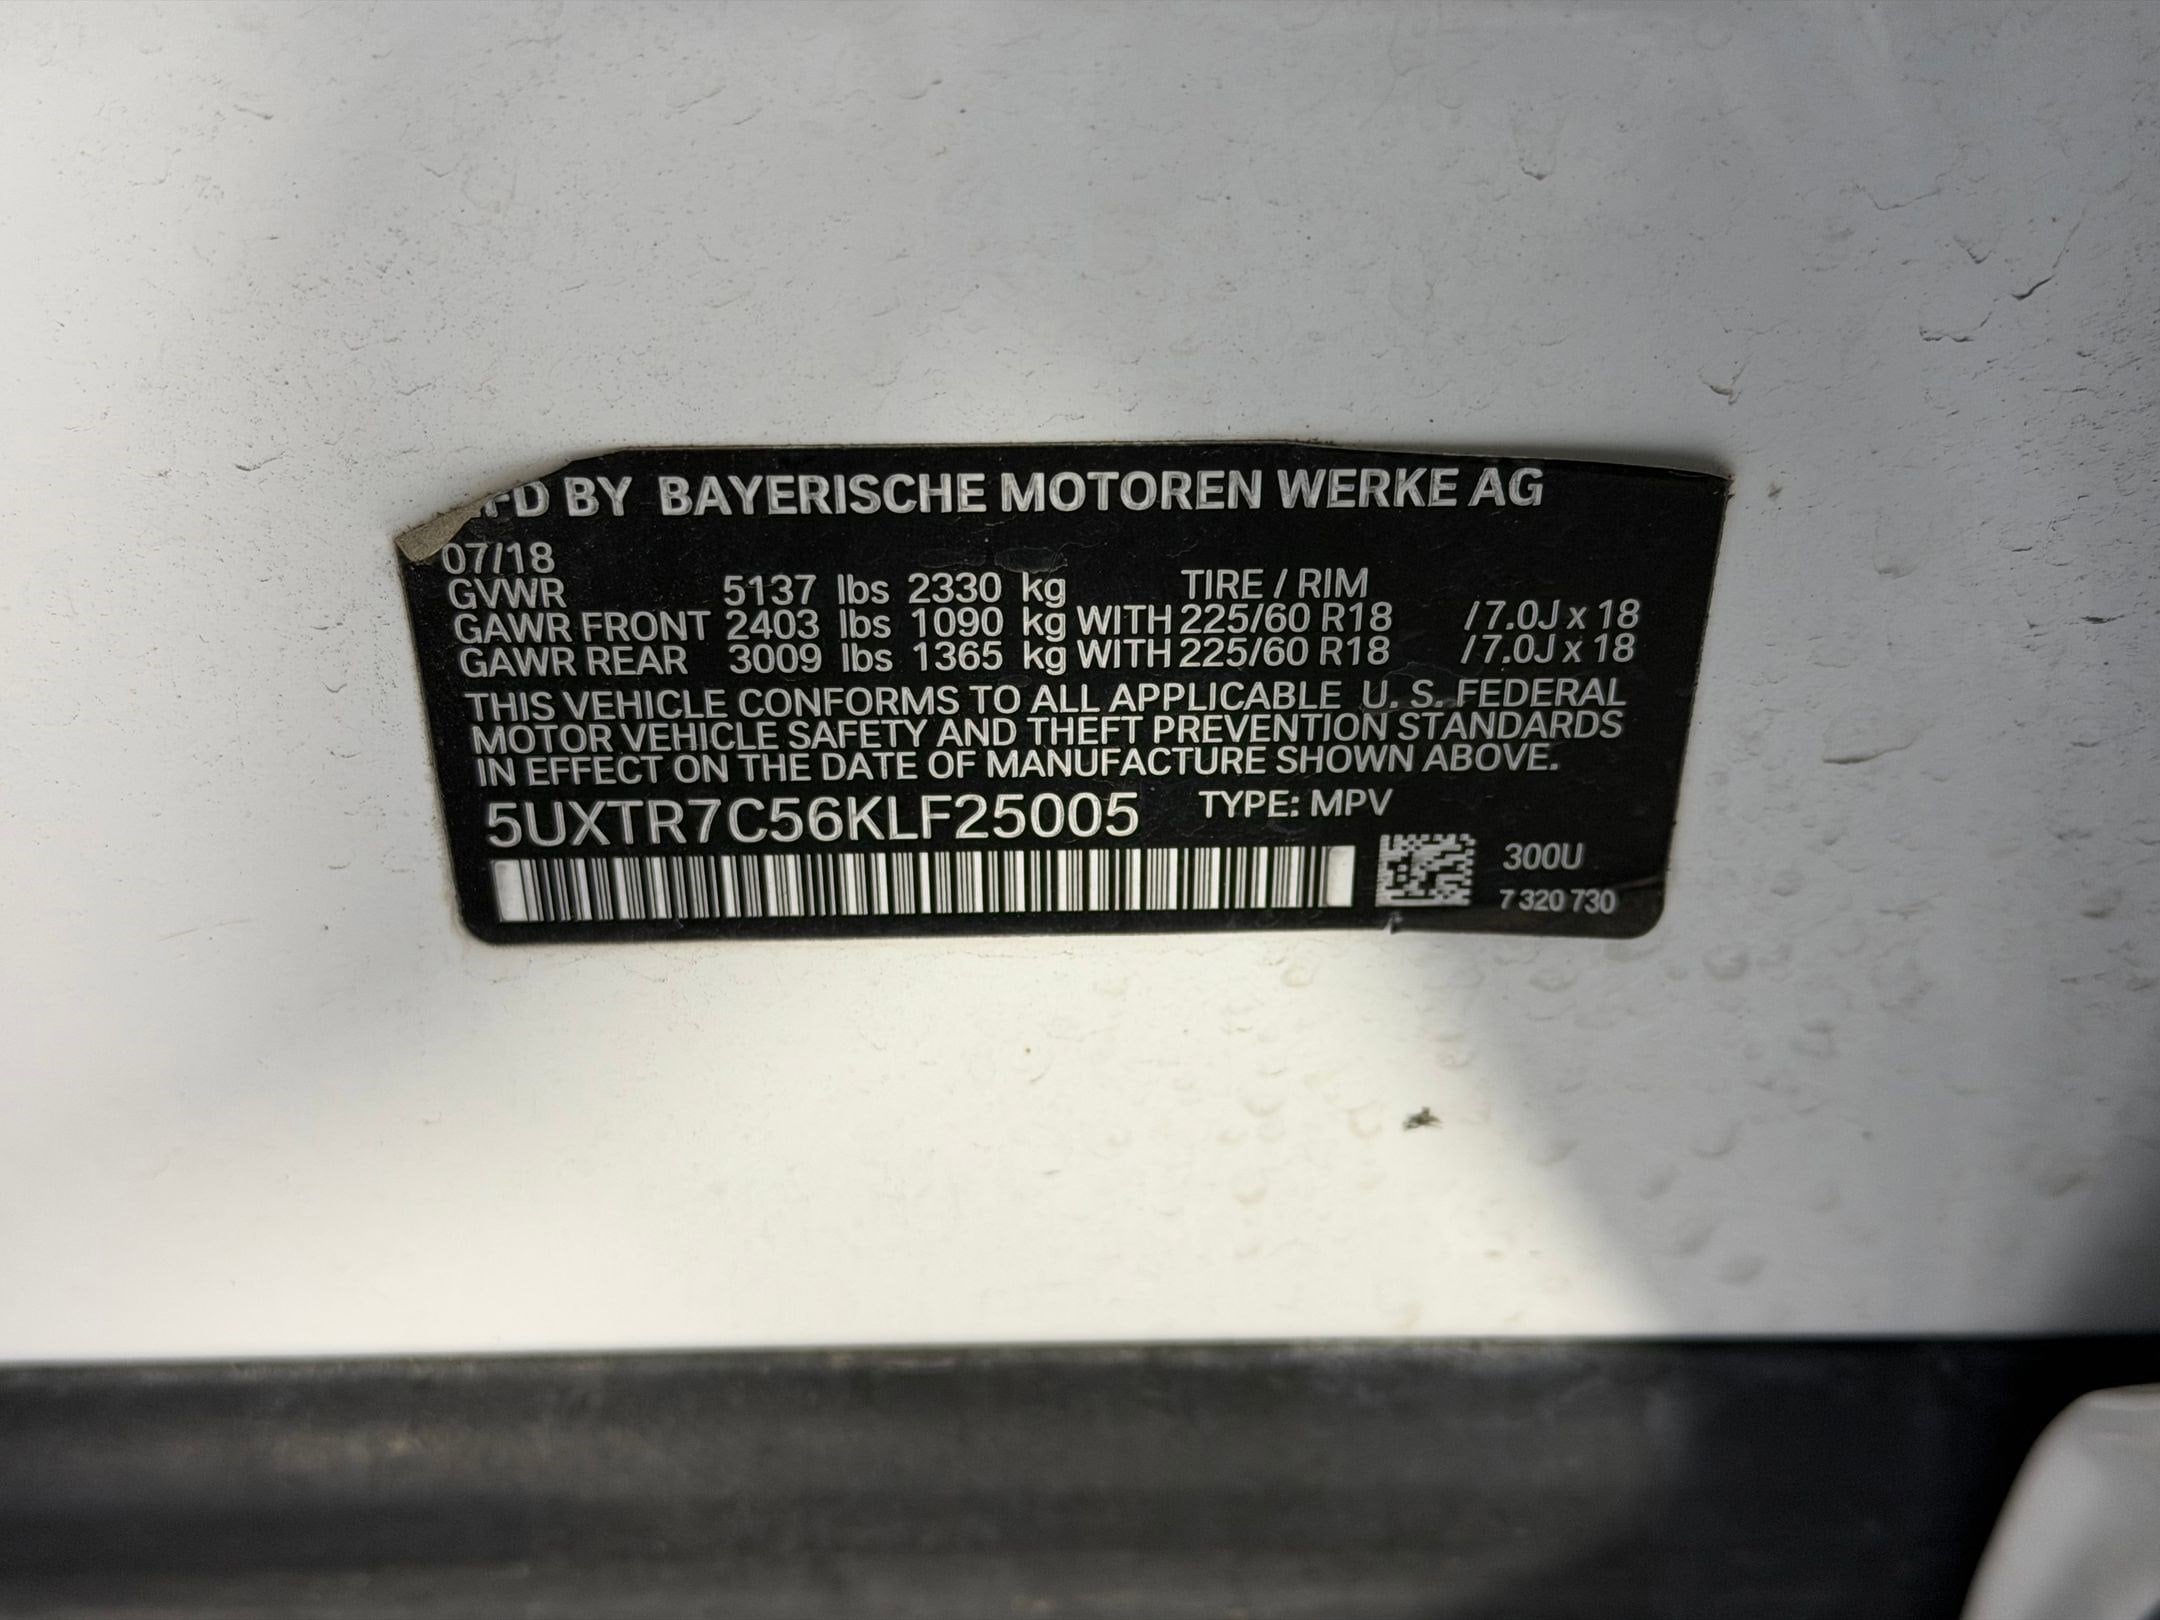 FD BY BAYERISCHE MOTOREN WERKE AG
07/18
GVWR 5137 lbs 2330 kg TIRE / RIM
GAWR FRONT 2403 lbs 1090 kg WITH 225/60 R18 /7.0J x 18
GAWR REAR 3009 lbs 1365 kg WITH 225/60 R18 /7.0J x 18
THIS VEHICLE CONFORMS TO ALL APPLICABLE U. S. FEDERAL
MOTOR VEHICLE SAFETY AND THEFT PREVENTION STANDARDS
IN EFFECT ON THE DATE OF MANUFACTURE SHOWN ABOVE.
5UXTR7C56KLF25005 TYPE: MPV
300U
7 320 730